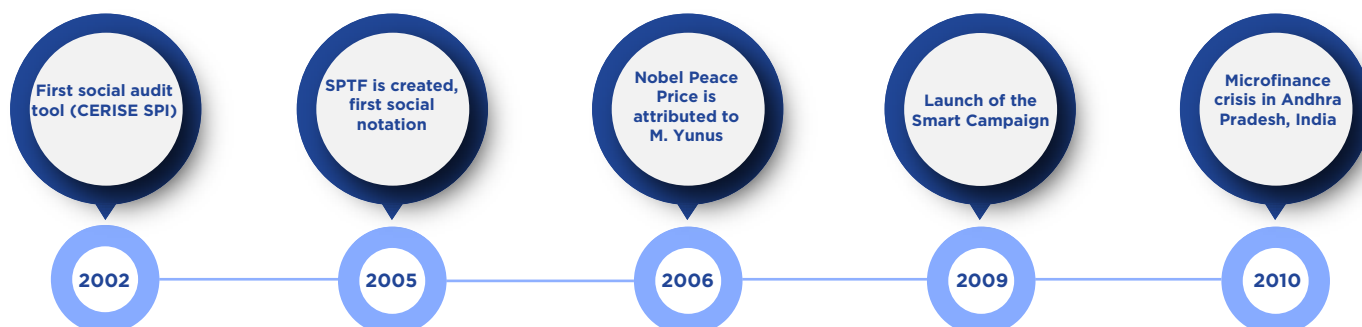 First social audit
tool (CERISE SPI)
SPTF is created,
first social
notation
Nobel Peace
Price is
attributed to
M. Yunus
Launch of the
Smart Campaign
Microfinance
crisis in Andhra
Pradesh, India
2002
2005
2006
2009
2010